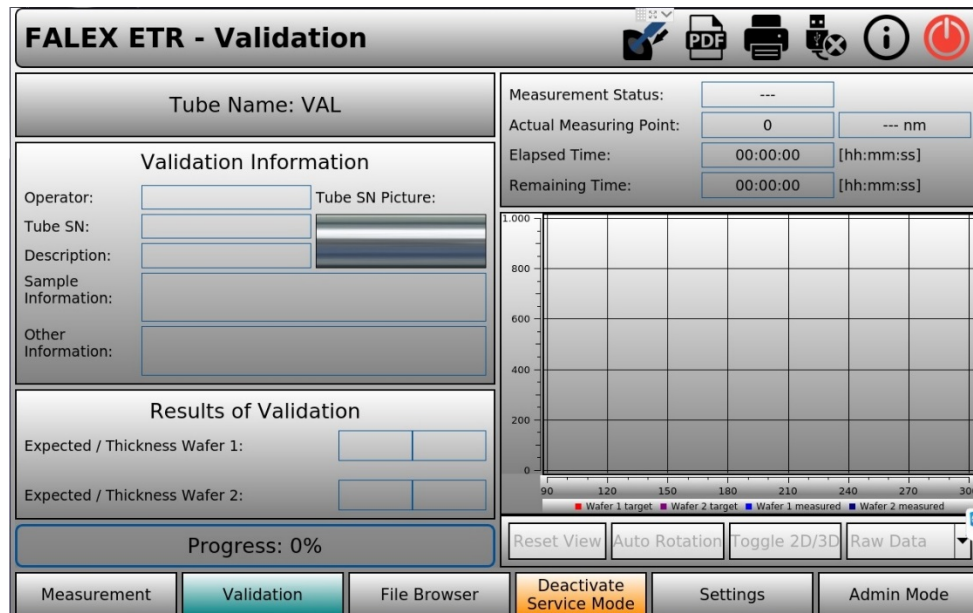 FALEX ETR - Validation
PDF
Tube Name: VAL
Validation Information
Operator:
Tube SN Picture:
Tube SN:
Description:
Sample
Information:
Other
Information:
Results of Validation
Expected / Thickness Wafer 1:
Expected / Thickness Wafer 2:
Progress: 0%
Measurement Status: ---
Actual Measuring Point: 0 --- nm
Elapsed Time: 00:00:00 [hh:mm:ss]
Remaining Time: 00:00:00 [hh:mm:ss]
1.000
800
600
400
200
0
90 120 150 180 210 240 270 300
Wafer 1 target Wafer 2 target Wafer 1 measured Wafer 2 measured
Reset View Auto Rotation Toggle 2D/3D Raw Data
Measurement Validation File Browser Deactivate
Service Mode Settings Admin Mode